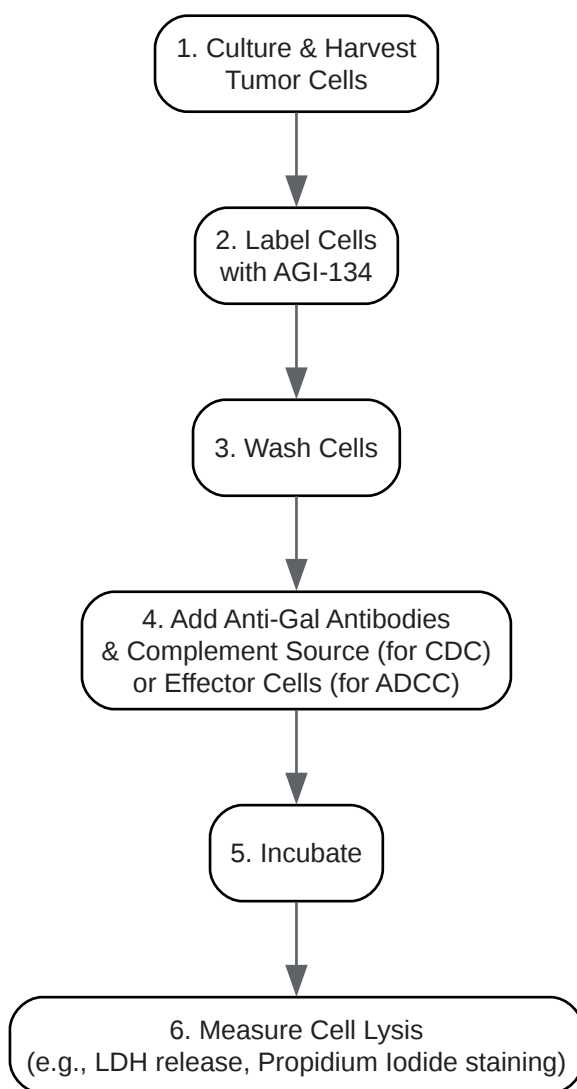 1. Culture & Harvest
Tumor Cells
2. Label Cells
with AGI-134
3. Wash Cells
4. Add Anti-Gal Antibodies
& Complement Source (for CDC)
or Effector Cells (for ADCC)
5. Incubate
6. Measure Cell Lysis
(e.g., LDH release, Propidium Iodide staining)